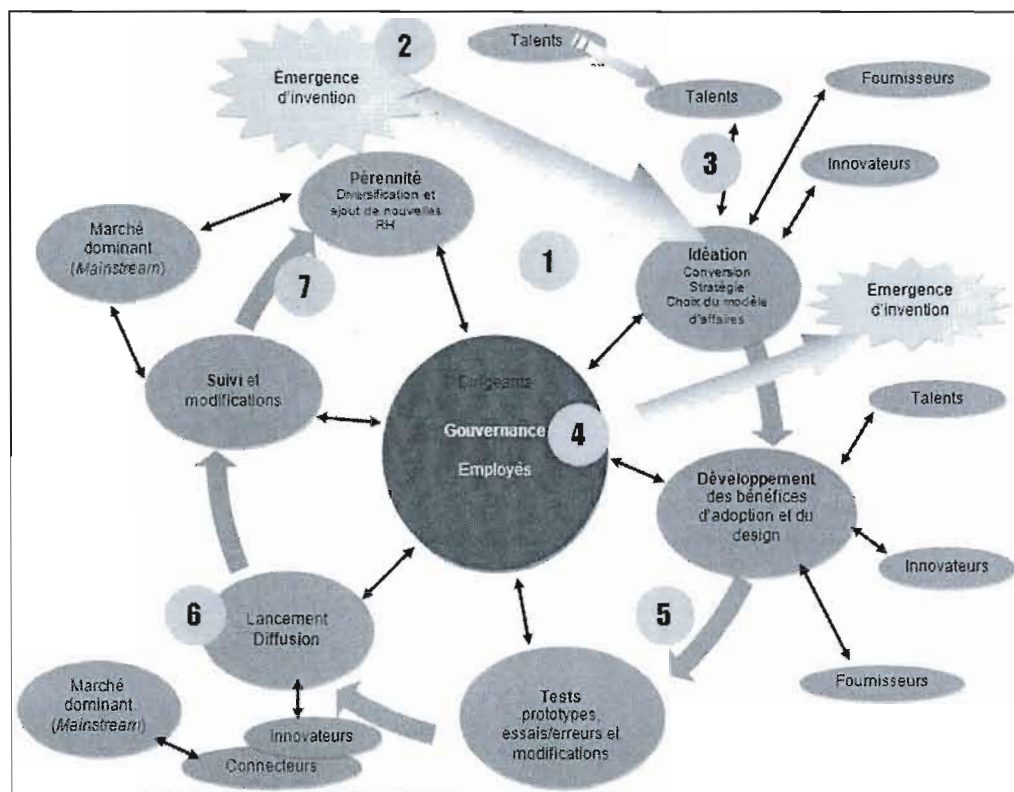 2
Emergence
d'invention
Talents
Talents
Fournisseurs
3
Innovateurs
Pérennité
Diversification et
ajout de nouvelles
RH
Marché
dominant
(Mainstream)
1
7
Idéation
Conversion
Stratégie
Choix du modèle
d'affaires
Emergence
d'invention
Suivi et
modifications
Dirigeants
Gouvernance
4
Employés
Talents
Développement
des bénéfices
d'adoption et du
design
Innovateurs
6
Lancement
Diffusion
5
Fournisseurs
Marché
dominant
(Mainstream)
Innovateurs
Connecteurs
Tests
prototypes,
essais/erreurs et
modifications